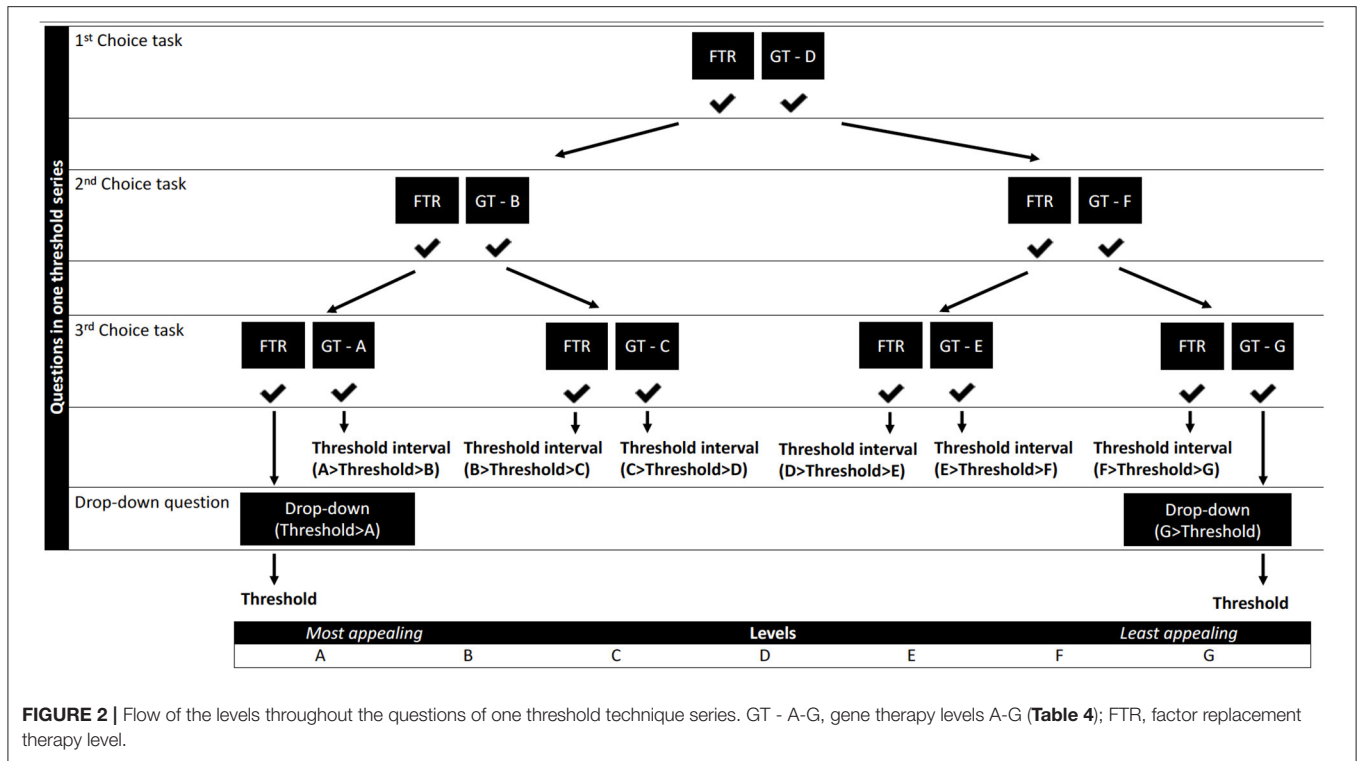 Questions in one threshold series
1st Choice task
FTR GT - D
2nd Choice task
FTR GT - B FTR GT - F
3rd Choice task
FTR GT - A FTR GT - C FTR GT - E FTR GT - G
Threshold interval Threshold interval Threshold interval Threshold interval Threshold interval Threshold interval
(A>Threshold>B) (B>Threshold>C) (C>Threshold>D) (D>Threshold>E) (E>Threshold>F) (F>Threshold>G)
Drop-down question
Drop-down Drop-down
(Threshold>A) (G>Threshold)
Threshold Threshold
Most appealing Levels Least appealing
A B C D E F G
FIGURE 2 | Flow of the levels throughout the questions of one threshold technique series. GT - A-G, gene therapy levels A-G (Table 4); FTR, factor replacement
therapy level.